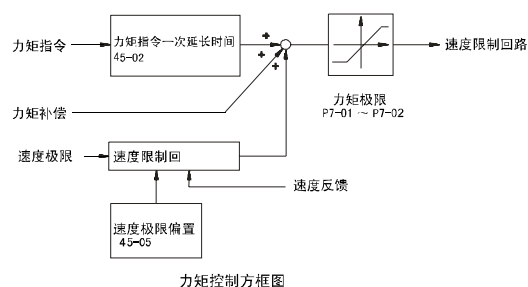 力矩指令
力矩指令一次延长时间
45-02
速度限制回路
力矩极限
P7-01 ~ P7-02
力矩补偿
速度极限
速度限制回
速度反馈
速度极限偏置
45-05
力矩控制方框图